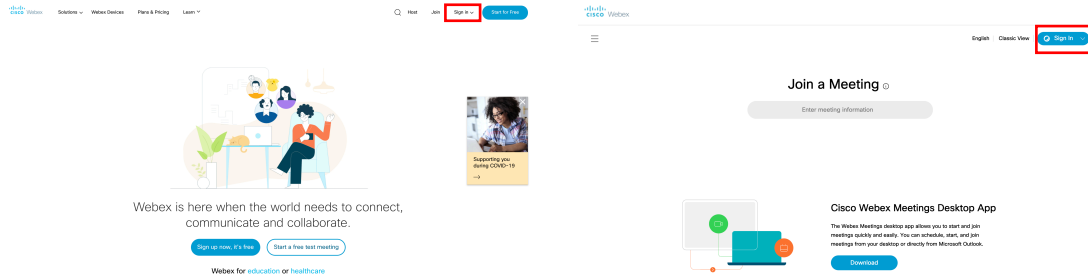 CISCO Webex
Solutions
Webex Devices
Plans & Pricing
Learn
Host
Join
Sign in
Start for Free
Supporting you
during COVID-19
Webex is here when the world needs to connect,
communicate and collaborate.
Sign up now, it's free
Start a free test meeting
Webex for education or healthcare
CISCO Webex
English
Classic View
Sign In
Join a Meeting
Enter meeting information
Cisco Webex Meetings Desktop App
The Webex Meetings desktop app allows you to start and join
meetings quickly and easily. You can schedule, start, and join
meetings from your desktop or directly from Microsoft Outlook.
Download